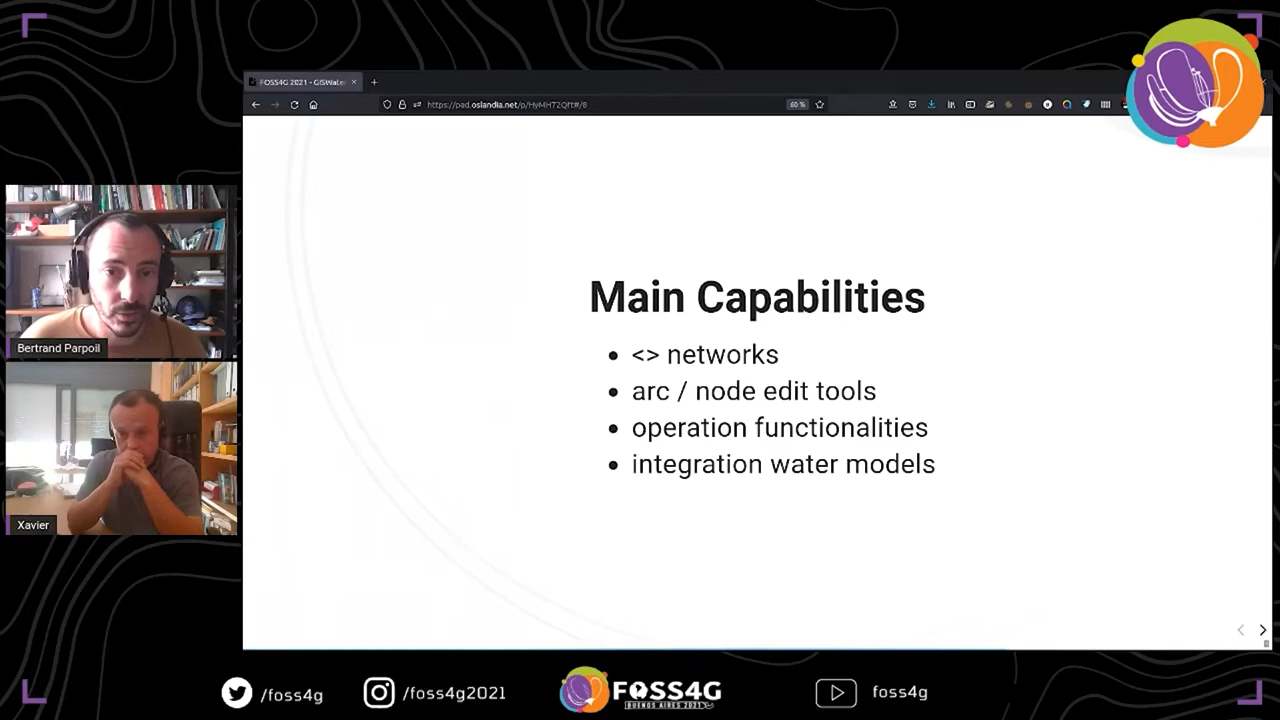 FOSS4G 2021 - GISWater
https://pad.oslandia.net/p/HyMHT2Qft#/8
60 %
Main Capabilities
<> networks
arc / node edit tools
operation functionalities
integration water models
Bertrand Parpoil
Xavier
/foss4g
/foss4g2021
FOSS4G
BUENOS AIRES 2021
foss4g